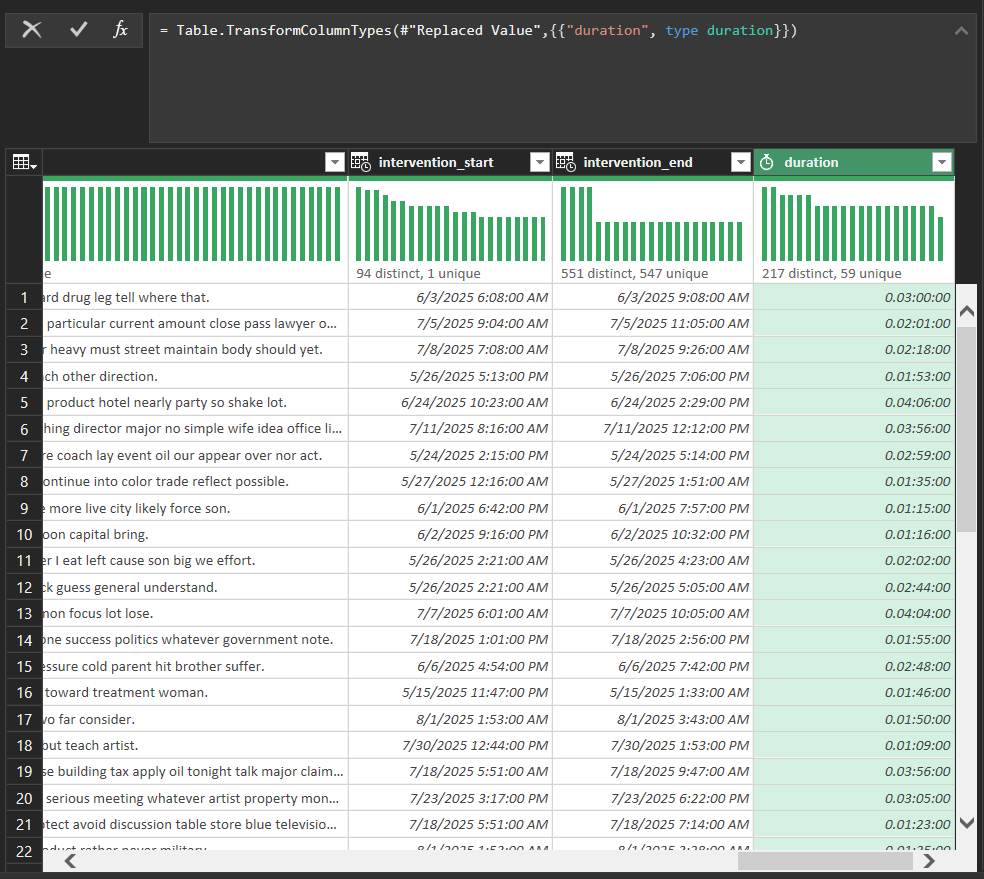 fx
= Table.TransformColumnTypes(#"Replaced Value",{{"duration", type duration}})
intervention_start intervention_end duration
94 distinct, 1 unique 551 distinct, 547 unique 217 distinct, 59 unique
1 drug leg tell where that. 6/3/2025 6:08:00 AM 6/3/2025 9:08:00 AM 0.03:00:00
2 particular current amount close pass lawyer o... 7/5/2025 9:04:00 AM 7/5/2025 11:05:00 AM 0.02:01:00
3 heavy must street maintain body should yet. 7/8/2025 7:08:00 AM 7/8/2025 9:26:00 AM 0.02:18:00
4 other direction. 5/26/2025 5:13:00 PM 5/26/2025 7:06:00 PM 0.01:53:00
5 product hotel nearly party so shake lot. 6/24/2025 10:23:00 AM 6/24/2025 2:29:00 PM 0.04:06:00
6 director major no simple wife idea office li... 7/11/2025 8:16:00 AM 7/11/2025 12:12:00 PM 0.03:56:00
7 coach lay event oil our appear over nor act. 5/24/2025 2:15:00 PM 5/24/2025 5:14:00 PM 0.02:59:00
8 into color trade reflect possible. 5/27/2025 12:16:00 AM 5/27/2025 1:51:00 AM 0.01:35:00
9 more live city likely force son. 6/1/2025 6:42:00 PM 6/1/2025 7:57:00 PM 0.01:15:00
10 capital bring. 6/2/2025 9:16:00 PM 6/2/2025 10:32:00 PM 0.01:16:00
11 I eat left cause son big we effort. 5/26/2025 2:21:00 AM 5/26/2025 4:23:00 AM 0.02:02:00
12 guess general understand. 5/26/2025 2:21:00 AM 5/26/2025 5:05:00 AM 0.02:44:00
13 focus lot lose. 7/7/2025 6:01:00 AM 7/7/2025 10:05:00 AM 0.04:04:00
14 success politics whatever government note. 7/18/2025 1:01:00 PM 7/18/2025 2:56:00 PM 0.01:55:00
15 cold parent hit brother suffer. 6/6/2025 4:54:00 PM 6/6/2025 7:42:00 PM 0.02:48:00
16 toward treatment woman. 5/15/2025 11:47:00 PM 5/15/2025 1:33:00 AM 0.01:46:00
17 far consider. 8/1/2025 1:53:00 AM 8/1/2025 3:43:00 AM 0.01:50:00
18 teach artist. 7/30/2025 12:44:00 PM 7/30/2025 1:53:00 PM 0.01:09:00
19 building tax apply oil tonight talk major claim... 7/18/2025 5:51:00 AM 7/18/2025 9:47:00 AM 0.03:56:00
20 serious meeting whatever artist property mon... 7/23/2025 3:17:00 PM 7/23/2025 6:22:00 PM 0.03:05:00
21 avoid discussion table store blue televisio... 7/18/2025 5:51:00 AM 7/18/2025 7:14:00 AM 0.01:23:00
22